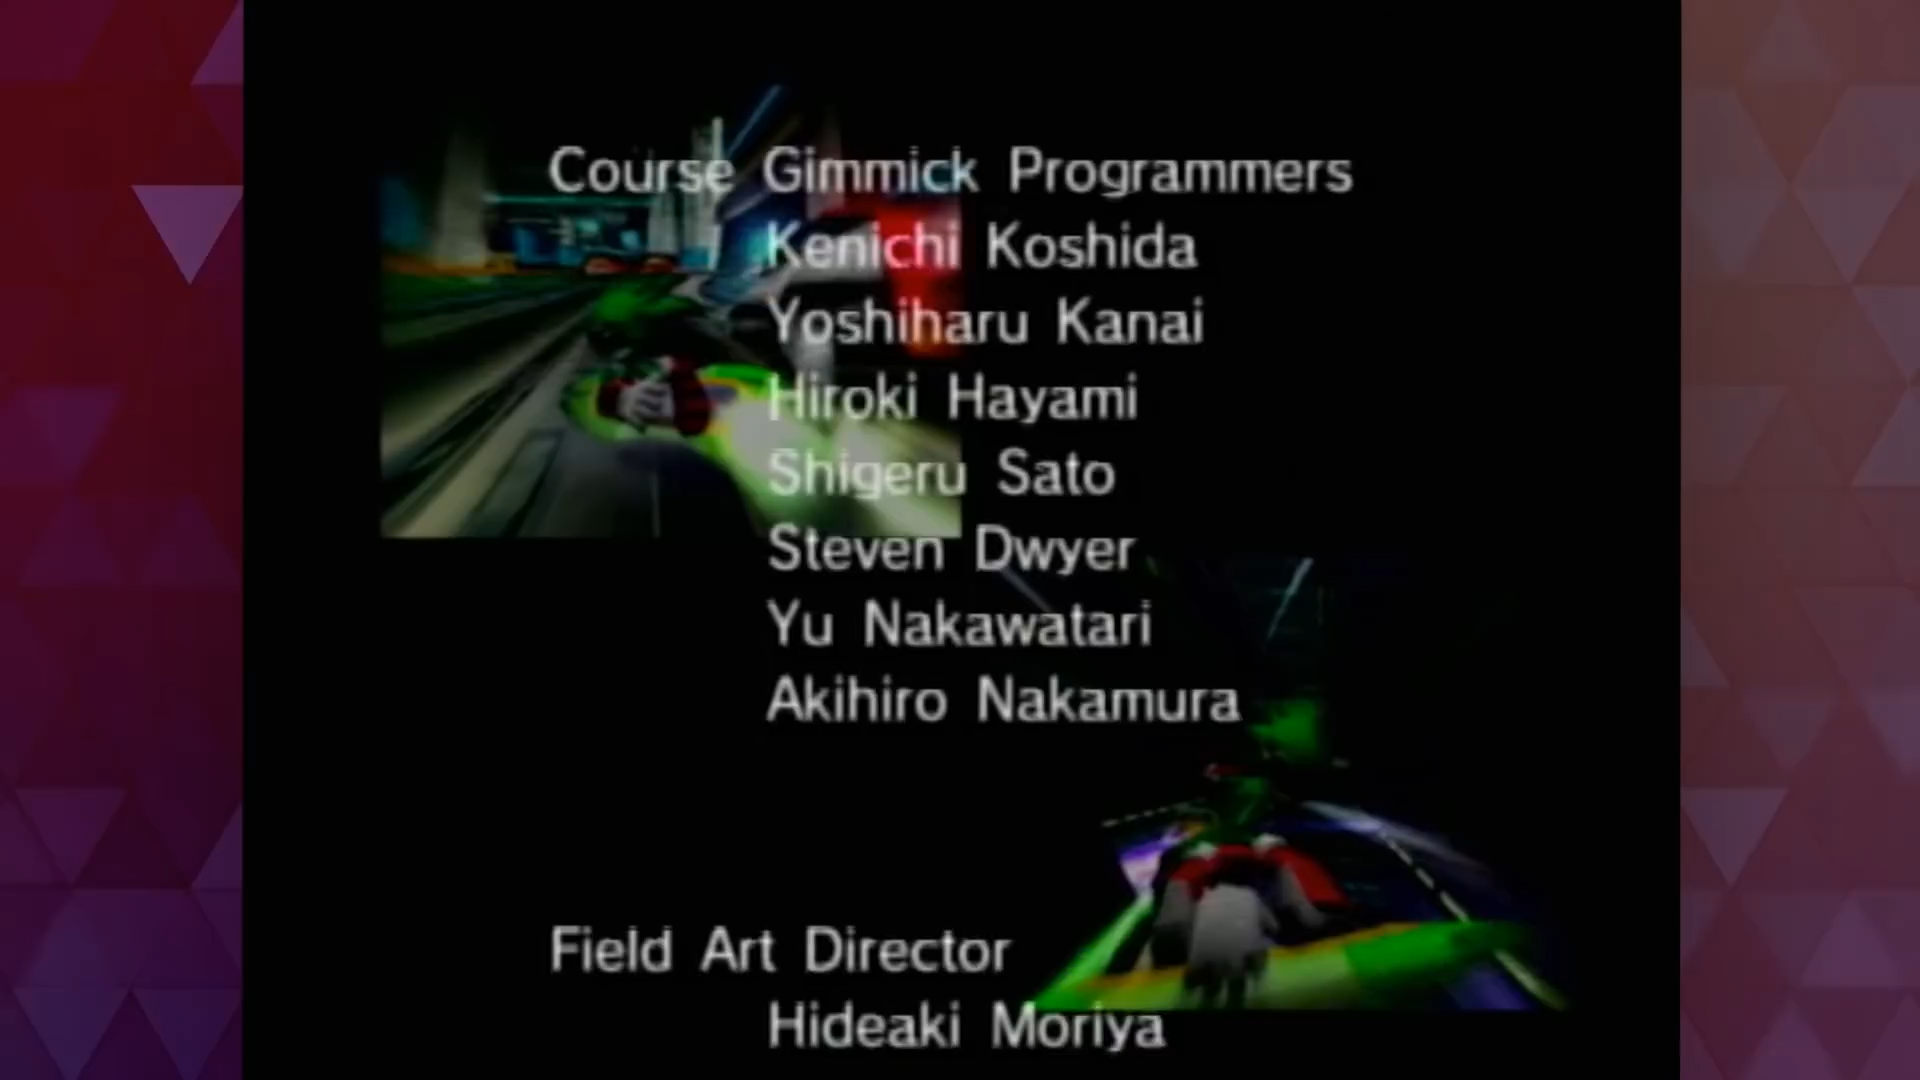 Course Gimmick Programmers
Kenichi Koshida
Yoshiharu Kanai
Hiroki Hayami
Shigeru Sato
Steven Dwyer
Yu Nakawatari
Akihiro Nakamura
Field Art Director
Hideaki Moriya